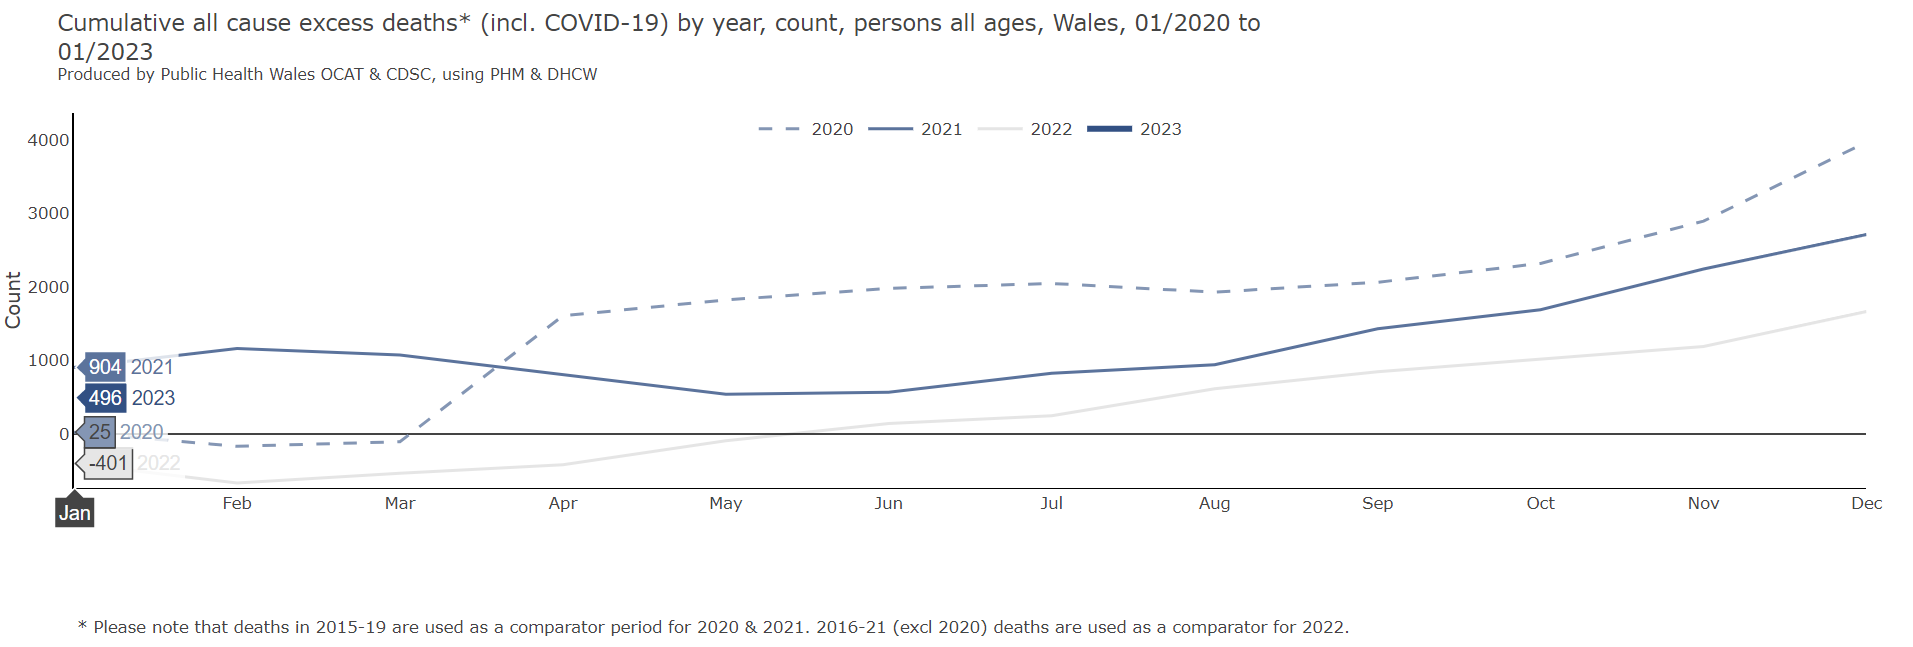 Cumulative all cause excess deaths* (incl. COVID-19) by year, count, persons all ages, Wales, 01/2020 to
01/2023
Produced by Public Health Wales OCAT & CDSC, using PHM & DHCW
2020 2021 2022 2023
4000
3000
2000
1000
0
Count
904 2021
496 2023
25 2020
-401 2022
Jan Feb Mar Apr May Jun Jul Aug Sep Oct Nov Dec
* Please note that deaths in 2015-19 are used as a comparator period for 2020 & 2021. 2016-21 (excl 2020) deaths are used as a comparator for 2022.